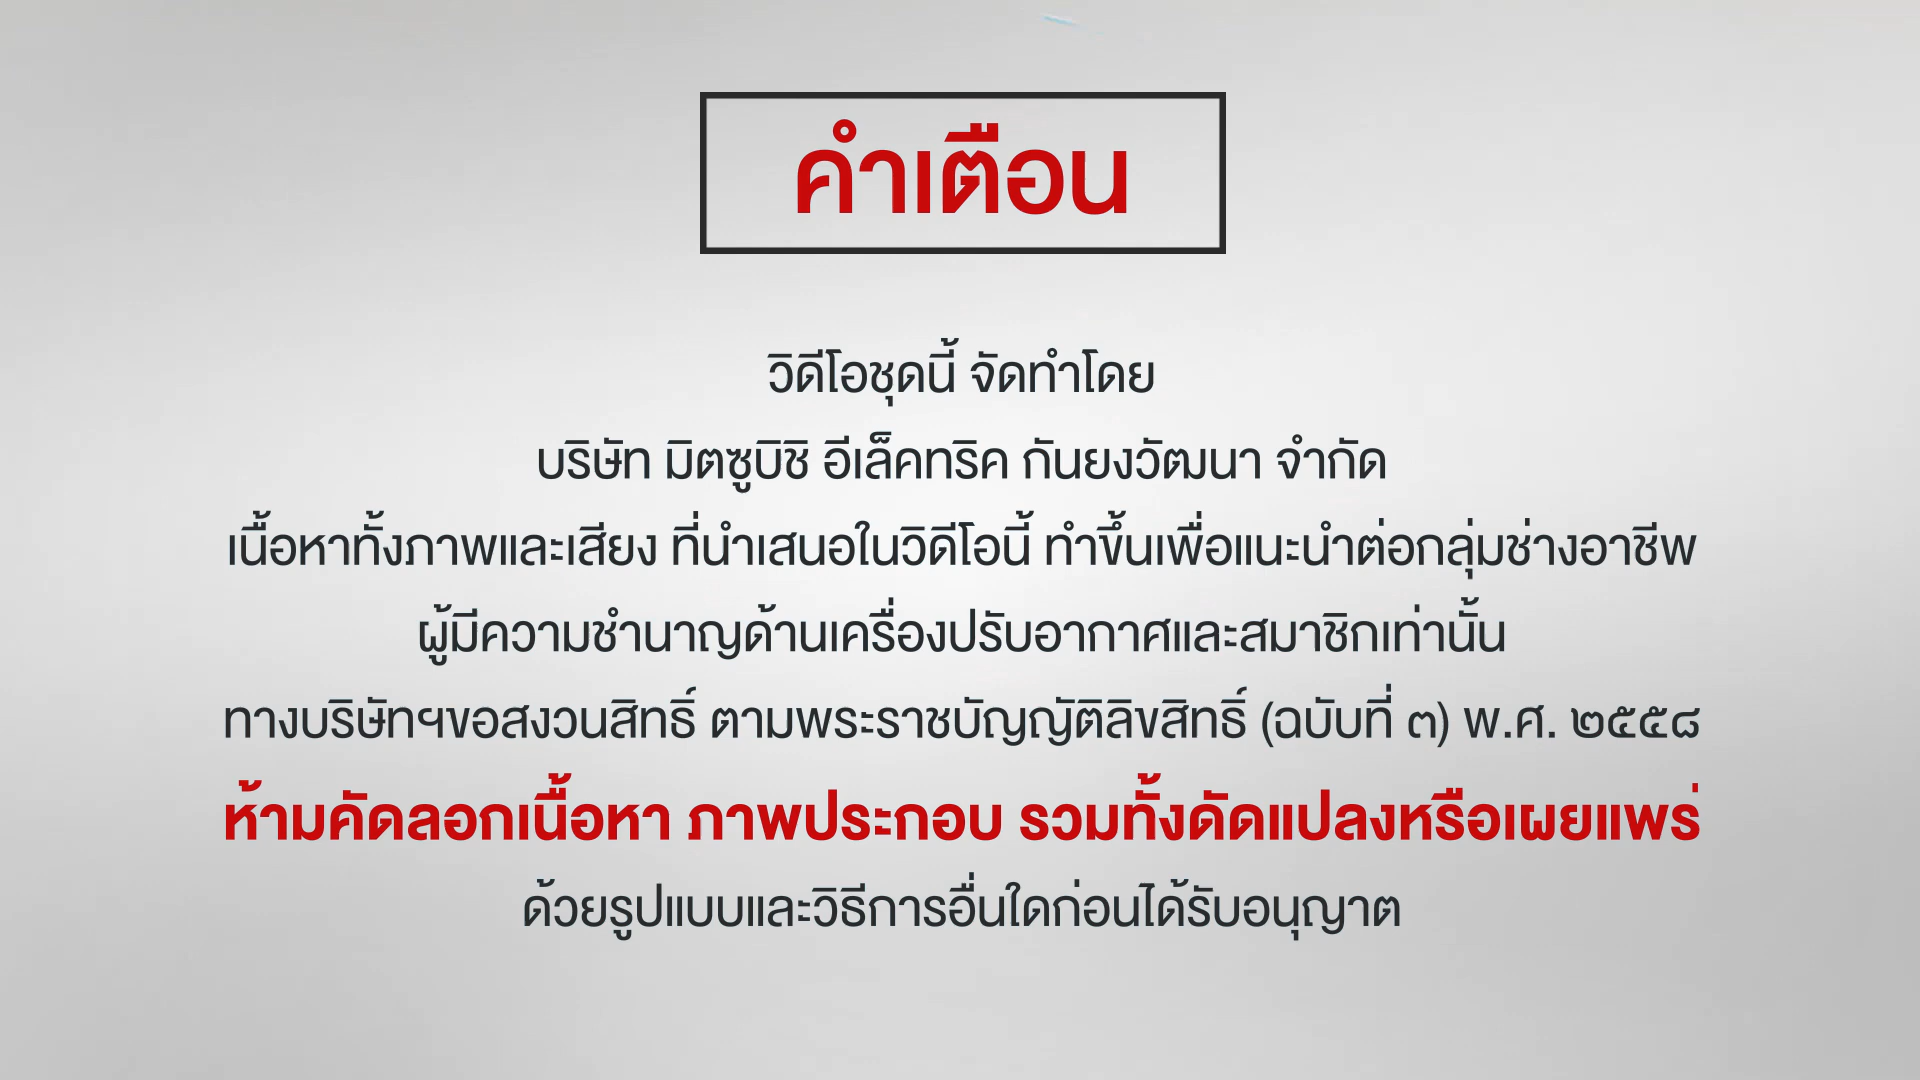 คำเตือน
วิดีโอชุดนี้ จัดทำโดย
บริษัท มิตซูบิชิ อีเล็คทริค กันยงวัฒนา จำกัด
เนื้อหาทั้งภาพและเสียง ที่นำเสนอในวิดีโอนี้ ทำขึ้นเพื่อแนะนำต่อกลุ่มช่างอาชีพ
ผู้มีความชำนาญด้านเครื่องปรับอากาศและสมาชิกเท่านั้น
ทางบริษัทฯขอสงวนสิทธิ์ ตามพระราชบัญญัติลิขสิทธิ์ (ฉบับที่ ๓) พ.ศ. ๒๕๕๘
ห้ามคัดลอกเนื้อหา ภาพประกอบ รวมทั้งดัดแปลงหรือเผยแพร่
ด้วยรูปแบบและวิธีการอื่นใดก่อนได้รับอนุญาต